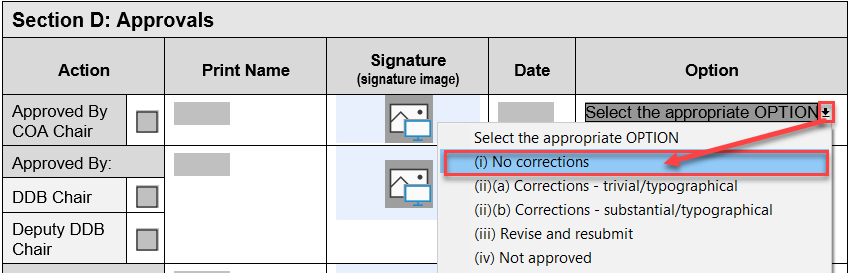 Section D: Approvals
Action
Print Name
Signature
(signature image)
Date
Option
Approved By
COA Chair
Select the appropriate OPTION
Select the appropriate OPTION
(i) No corrections
(ii)(a) Corrections - trivial/typographical
(ii)(b) Corrections - substantial/typographical
(iii) Revise and resubmit
(iv) Not approved
Approved By:
DDB Chair
Deputy DDB
Chair